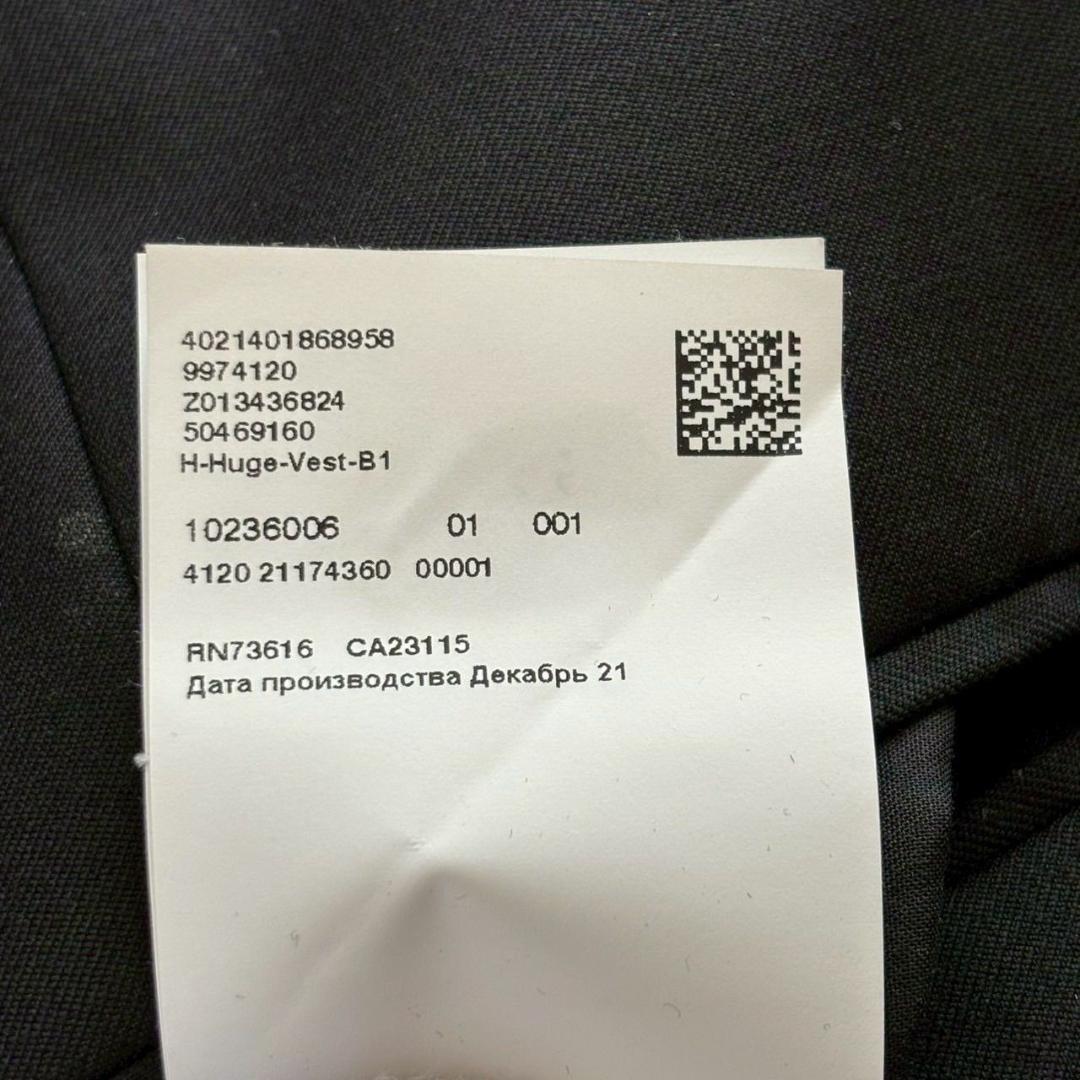 4021401868958
9974120
Z013436824
50469160
H-Huge-Vest-B1
10236006 01 001
4120 21174360 00001
RN73616 CA23115
Дата производства Декабрь 21